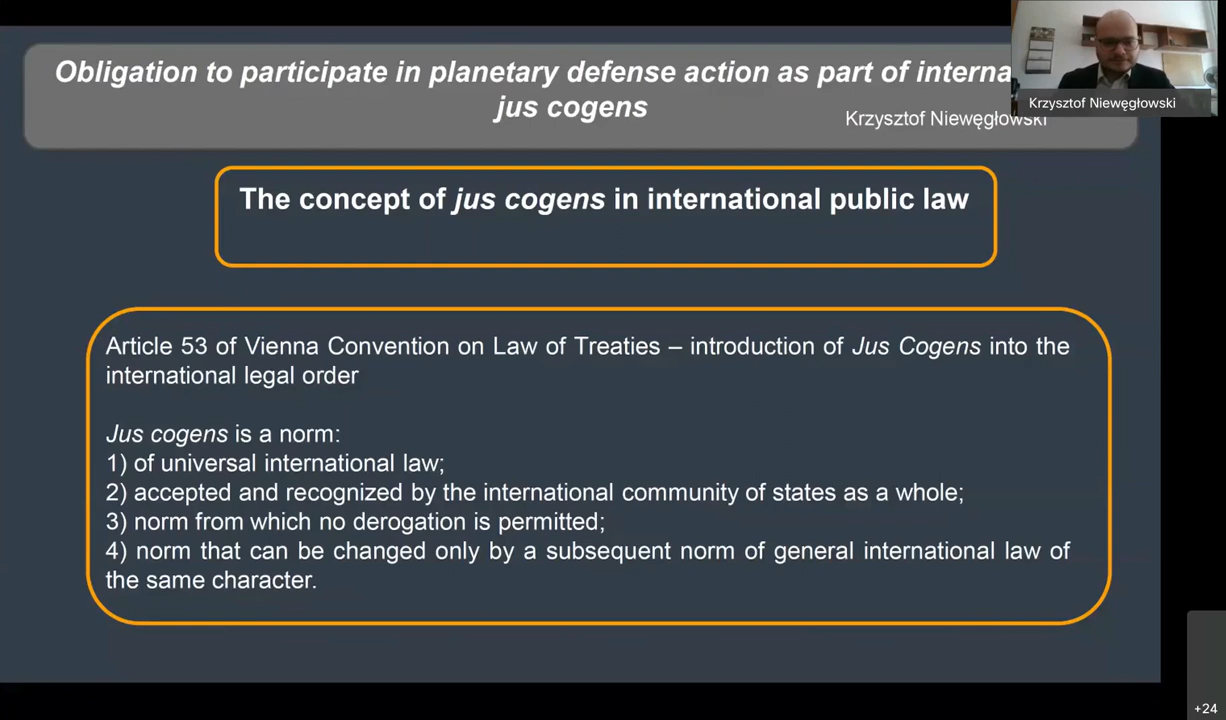 Obligation to participate in planetary defense action as part of interna
jus cogens
Krzysztof Niewęgłowski
Krzysztof Niewęgłowski
The concept of jus cogens in international public law
Article 53 of Vienna Convention on Law of Treaties – introduction of Jus Cogens into the
international legal order
Jus cogens is a norm:
1) of universal international law;
2) accepted and recognized by the international community of states as a whole;
3) norm from which no derogation is permitted;
4) norm that can be changed only by a subsequent norm of general international law of
the same character.
+24